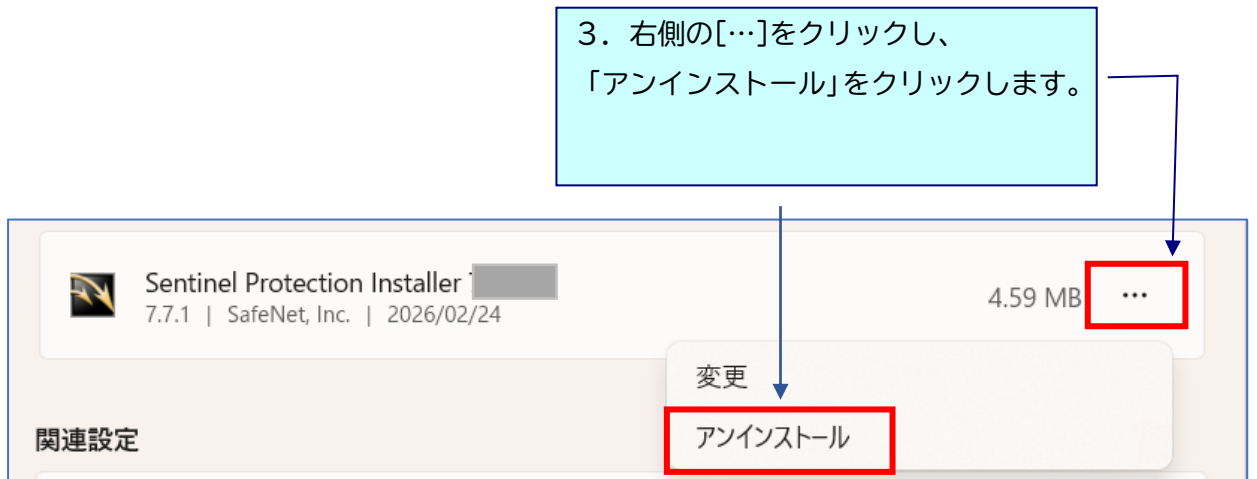 ３．右側の[…]をクリックし、
「アンインストール」をクリックします。
Sentinel Protection Installer
7.7.1 | SafeNet, Inc. | 2026/02/24
4.59 MB
…
変更
アンインストール
関連設定